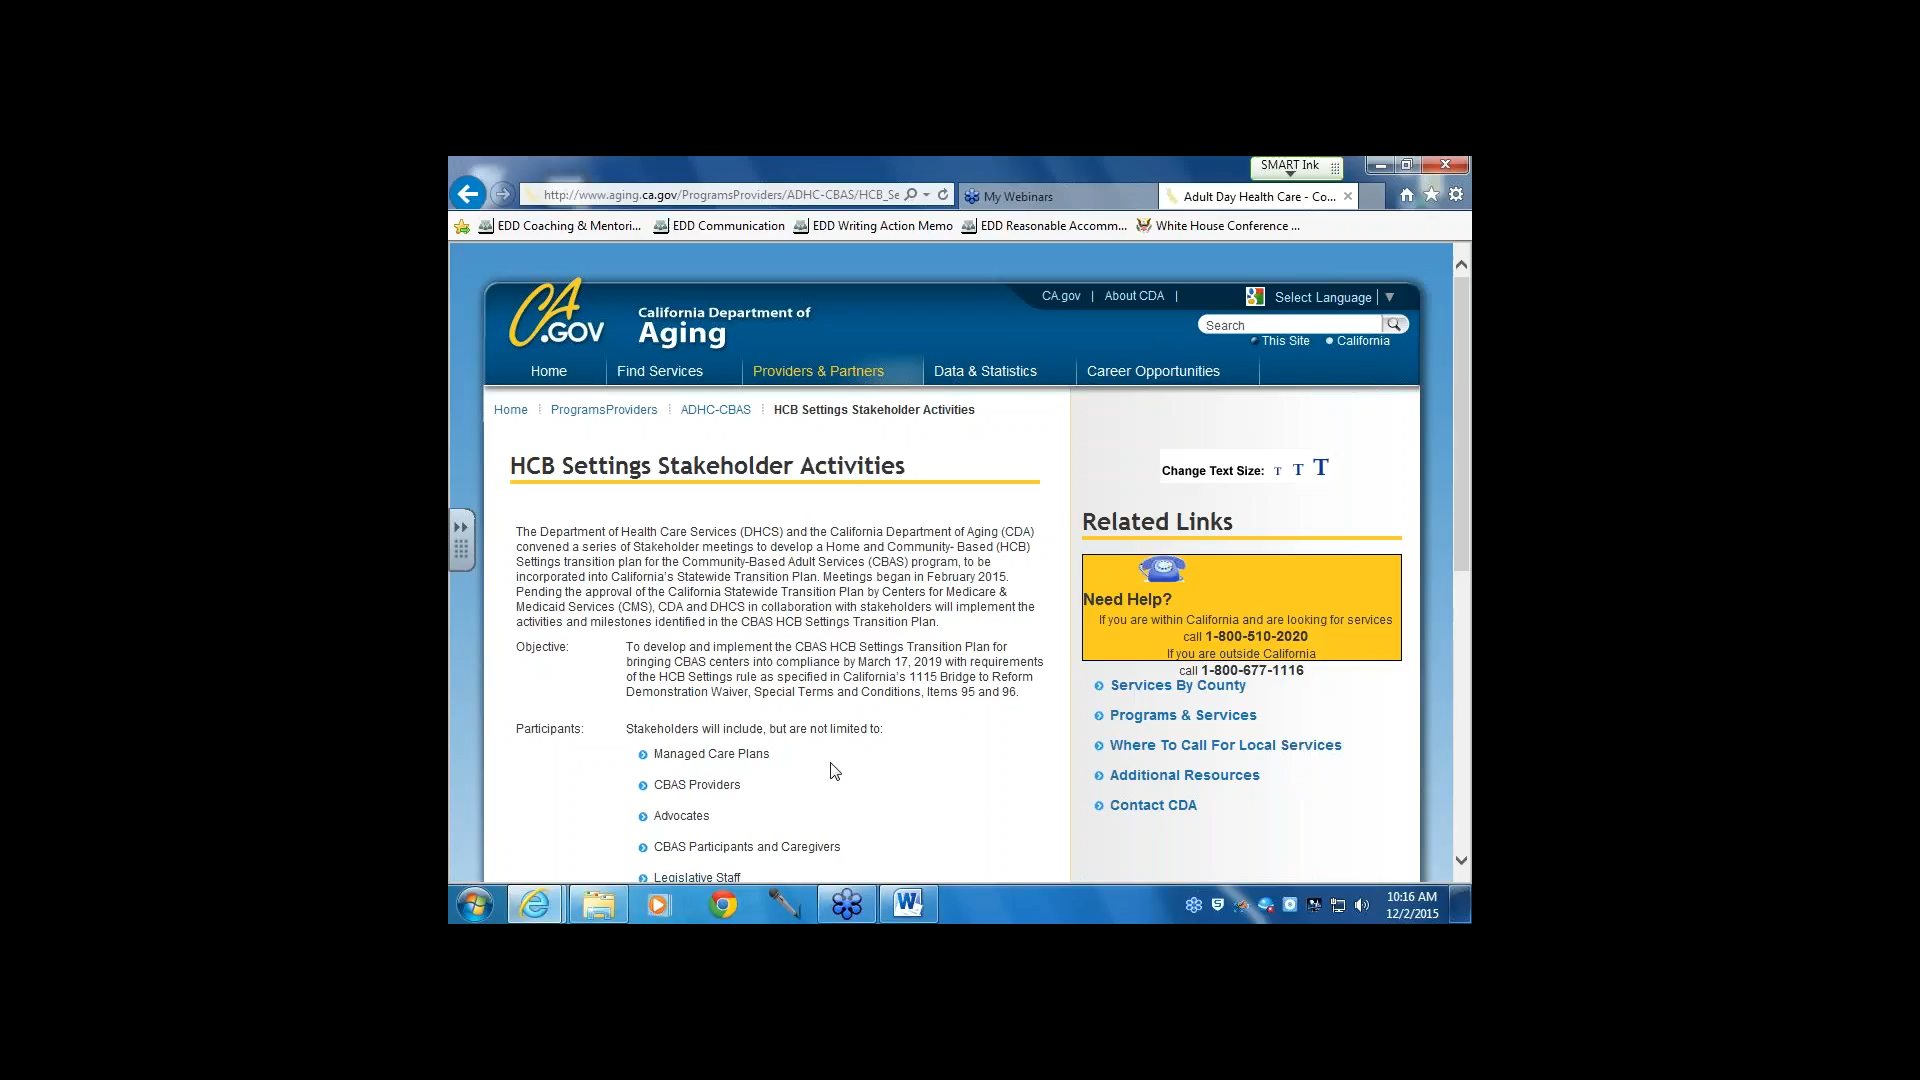 SMART Ink
http://www.aging.ca.gov/ProgramsProviders/ADHC-CBAS/HCB_Se
My Webinars
Adult Day Health Care - Co...
EDD Coaching & Mentori...
EDD Communication
EDD Writing Action Memo
EDD Reasonable Accomm...
White House Conference ...
CA.GOV
California Department of
Aging
CA.gov | About CDA |
Select Language
Search
This Site
California
Home
Find Services
Providers & Partners
Data & Statistics
Career Opportunities
Home
ProgramsProviders
ADHC-CBAS
HCB Settings Stakeholder Activities
HCB Settings Stakeholder Activities
The Department of Health Care Services (DHCS) and the California Department of Aging (CDA)
convened a series of Stakeholder meetings to develop a Home and Community- Based (HCB)
Settings transition plan for the Community-Based Adult Services (CBAS) program, to be
incorporated into California's Statewide Transition Plan. Meetings began in February 2015.
Pending the approval of the California Statewide Transition Plan by Centers for Medicare &
Medicaid Services (CMS), CDA and DHCS in collaboration with stakeholders will implement the
activities and milestones identified in the CBAS HCB Settings Transition Plan.
Objective:
To develop and implement the CBAS HCB Settings Transition Plan for
bringing CBAS centers into compliance by March 17, 2019 with requirements
of the HCB Settings rule as specified in California's 1115 Bridge to Reform
Demonstration Waiver, Special Terms and Conditions, Items 95 and 96.
Participants:
Stakeholders will include, but are not limited to:
Managed Care Plans
CBAS Providers
Advocates
CBAS Participants and Caregivers
Legislative Staff
Change Text Size: T T T
Related Links
Need Help?
If you are within California and are looking for services
call 1-800-510-2020
If you are outside California
call 1-800-677-1116
Services By County
Programs & Services
Where To Call For Local Services
Additional Resources
Contact CDA
10:16 AM
12/2/2015